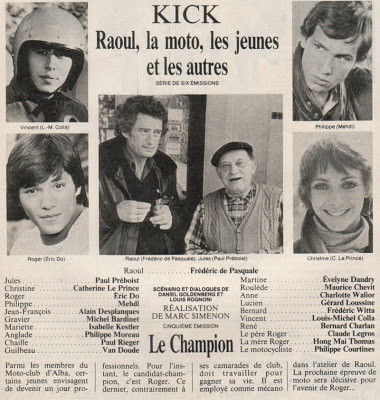 KICK
Raoul, la moto, les jeunes
et les autres
SÉRIE DE SIX ÉMISSIONS
Vincent (L.-M. Colla)
Philippe (Mehdi)
Roger (Éric Do)
Raoul (Frédéric de Pasquale), Jules (Paul Préboist)
Christine (C. Le Prince)
Raoul Frédéric de Pasquale
Jules Paul Préboist
Christine Catherine Le Prince
Roger Éric Do
Philippe Mehdi
Jean-François Alain Desplanques
Gravier Michel Bardinet
Mariette Isabelle Kestler
Anglade Philippe Moreau
Chaille Paul Rieger
Guilbeau Van Doude
SCÉNARIO ET DIALOGUES DE
DANIEL GOLDENBERG ET
LOUIS ROGNONI
RÉALISATION
DE MARC SIMENON
CINQUIÈME ÉMISSION
Le Champion
Martine Évelyne Dandry
Roulède Maurice Chevit
Anne Charlotte Walior
Lucien Gérard Loussine
Bernard Frédéric Witta
Vincent Louis-Michel Colla
René Bernard Charlan
Le père Roger Claude Legros
La mère Roger Hong Mai Thomas
Le motocycliste Philippe Courtines
Parmi les membres du
Moto-club d'Alba, cer-
tains jeunes envisagent
de devenir un jour pro-
fessionnels. Pour l'ins-
tant, le candidat-cham-
pion, c'est Roger. Ce
dernier, contrairement à
ses camarades de club,
doit travailler pour
gagner sa vie. Il est
employé comme mécano
dans l'atelier de Raoul.
La prochaine épreuve
de moto sera décisive
pour l'avenir de Roger...